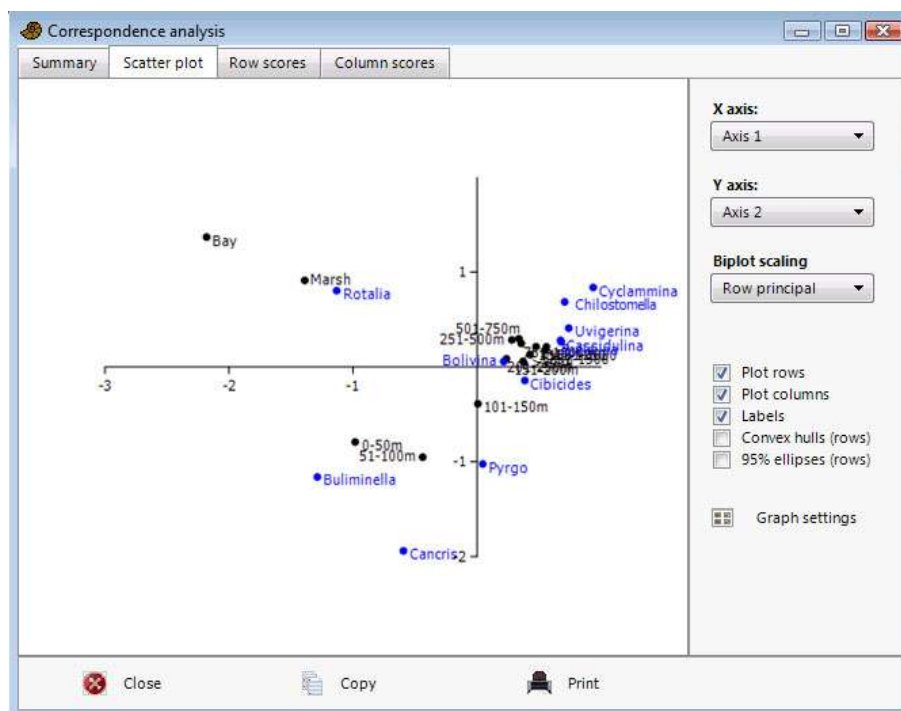 Correspondence analysis
Summary
Scatter plot
Row scores
Column scores
X axis:
Axis 1
Y axis:
Axis 2
Biplot scaling
Row principal
Plot rows
Plot columns
Labels
Convex hulls (rows)
95% ellipses (rows)
Graph settings
Bay
1
Marsh
Rotalia
Cyclammina
Chilostomella
501-750m
Uvigerina
251-500m
Cassidulina
Bolivina
-3
-2
-1
Cibicides
101-150m
0-50m
51-100m
-1
Pyrgo
Buliminella
Cancris
-2
Close
Copy
Print